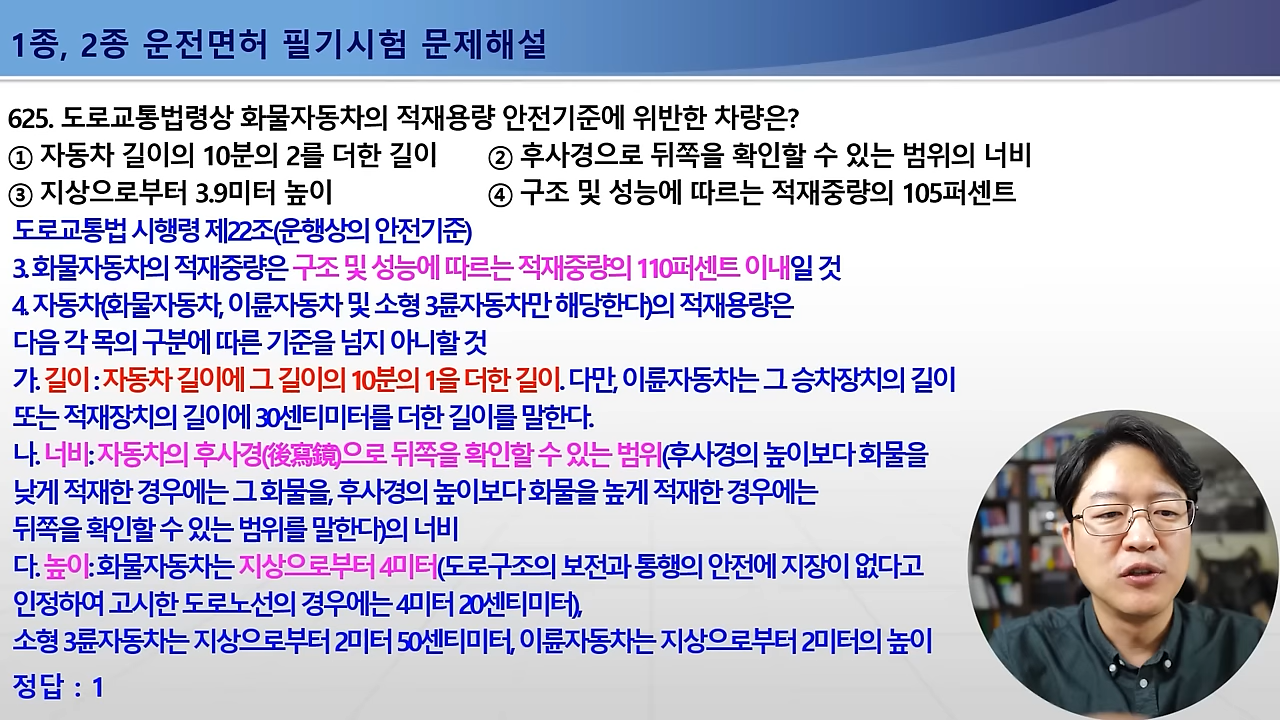 1종, 2종 운전면허 필기시험 문제해설
625. 도로교통법령상 화물자동차의 적재용량 안전기준에 위반한 차량은?
① 자동차 길이의 10분의 2를 더한 길이 ② 후사경으로 뒤쪽을 확인할 수 있는 범위의 너비
③ 지상으로부터 3.9미터 높이 ④ 구조 및 성능에 따르는 적재중량의 105퍼센트
도로교통법 시행령 제22조(운행상의 안전기준)
3. 화물자동차의 적재중량은 구조 및 성능에 따르는 적재중량의 110퍼센트 이내일 것
4. 자동차(화물자동차, 이륜자동차 및 소형 3륜자동차만 해당한다)의 적재용량은
다음 각 목의 구분에 따른 기준을 넘지 아니할 것
가. 길이 : 자동차 길이에 그 길이의 10분의 1을 더한 길이. 다만, 이륜자동차는 그 승차장치의 길이
또는 적재장치의 길이에 30센티미터를 더한 길이를 말한다.
나. 너비: 자동차의 후사경(後寫鏡)으로 뒤쪽을 확인할 수 있는 범위(후사경의 높이보다 화물을
낮게 적재한 경우에는 그 화물을, 후사경의 높이보다 화물을 높게 적재한 경우에는
뒤쪽을 확인할 수 있는 범위를 말한다)의 너비
다. 높이: 화물자동차는 지상으로부터 4미터(도로구조의 보전과 통행의 안전에 지장이 없다고
인정하여 고시한 도로노선의 경우에는 4미터 20센티미터),
소형 3륜자동차는 지상으로부터 2미터 50센티미터, 이륜자동차는 지상으로부터 2미터의 높이
정답 : 1